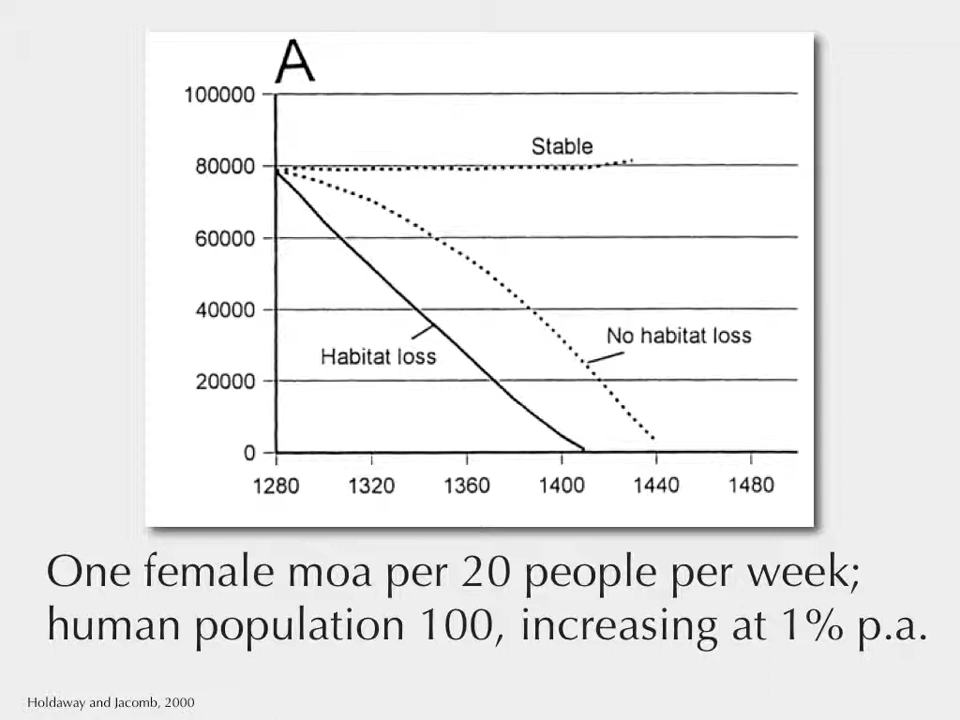 A
100000
80000
60000
40000
20000
0
Stable
No habitat loss
Habitat loss
1280 1320 1360 1400 1440 1480
One female moa per 20 people per week;
human population 100, increasing at 1% p.a.
Holdaway and Jacomb, 2000